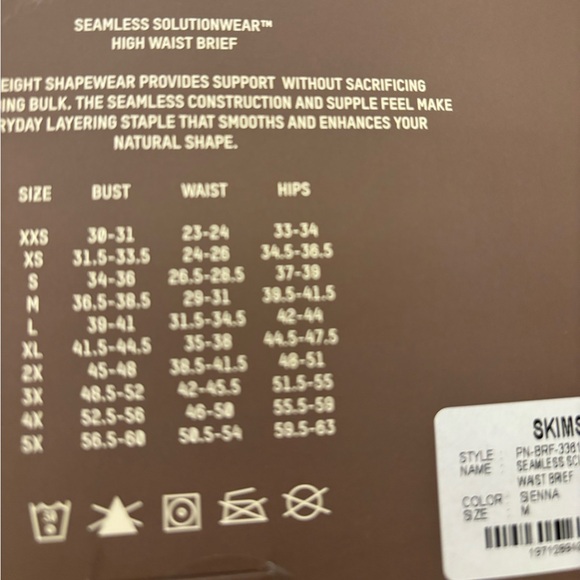 SEAMLESS SOLUTIONWEAR™
HIGH WAIST BRIEF
EIGHT SHAPEWEAR PROVIDES SUPPORT WITHOUT SACRIFICING
ING BULK. THE SEAMLESS CONSTRUCTION AND SUPPLE FEEL MAKE
RYDAY LAYERING STAPLE THAT SMOOTHS AND ENHANCES YOUR
NATURAL SHAPE.
SIZE BUST WAIST HIPS
XXS 30-31 23-24 33-34
XS 31.5-33.5 24-26 34.5-36.5
S 34-36 26.5-28.5 37-39
M 36.5-38.5 29-31 39.5-41.5
L 39-41 31.5-34.5 42-44
XL 41.5-44.5 35-38 44.5-47.5
2X 45-48 38.5-41.5 48-51
3X 48.5-52 42-45.5 51.5-55
4X 52.5-56 46-50 55.5-59
5X 56.5-60 50.5-54 59.5-63
SKIMS
STYLE : PN-BRF-3361
NAME : SEAMLESS SC
WAIST BRIEF
COLOR : SIENNA
SIZE : M